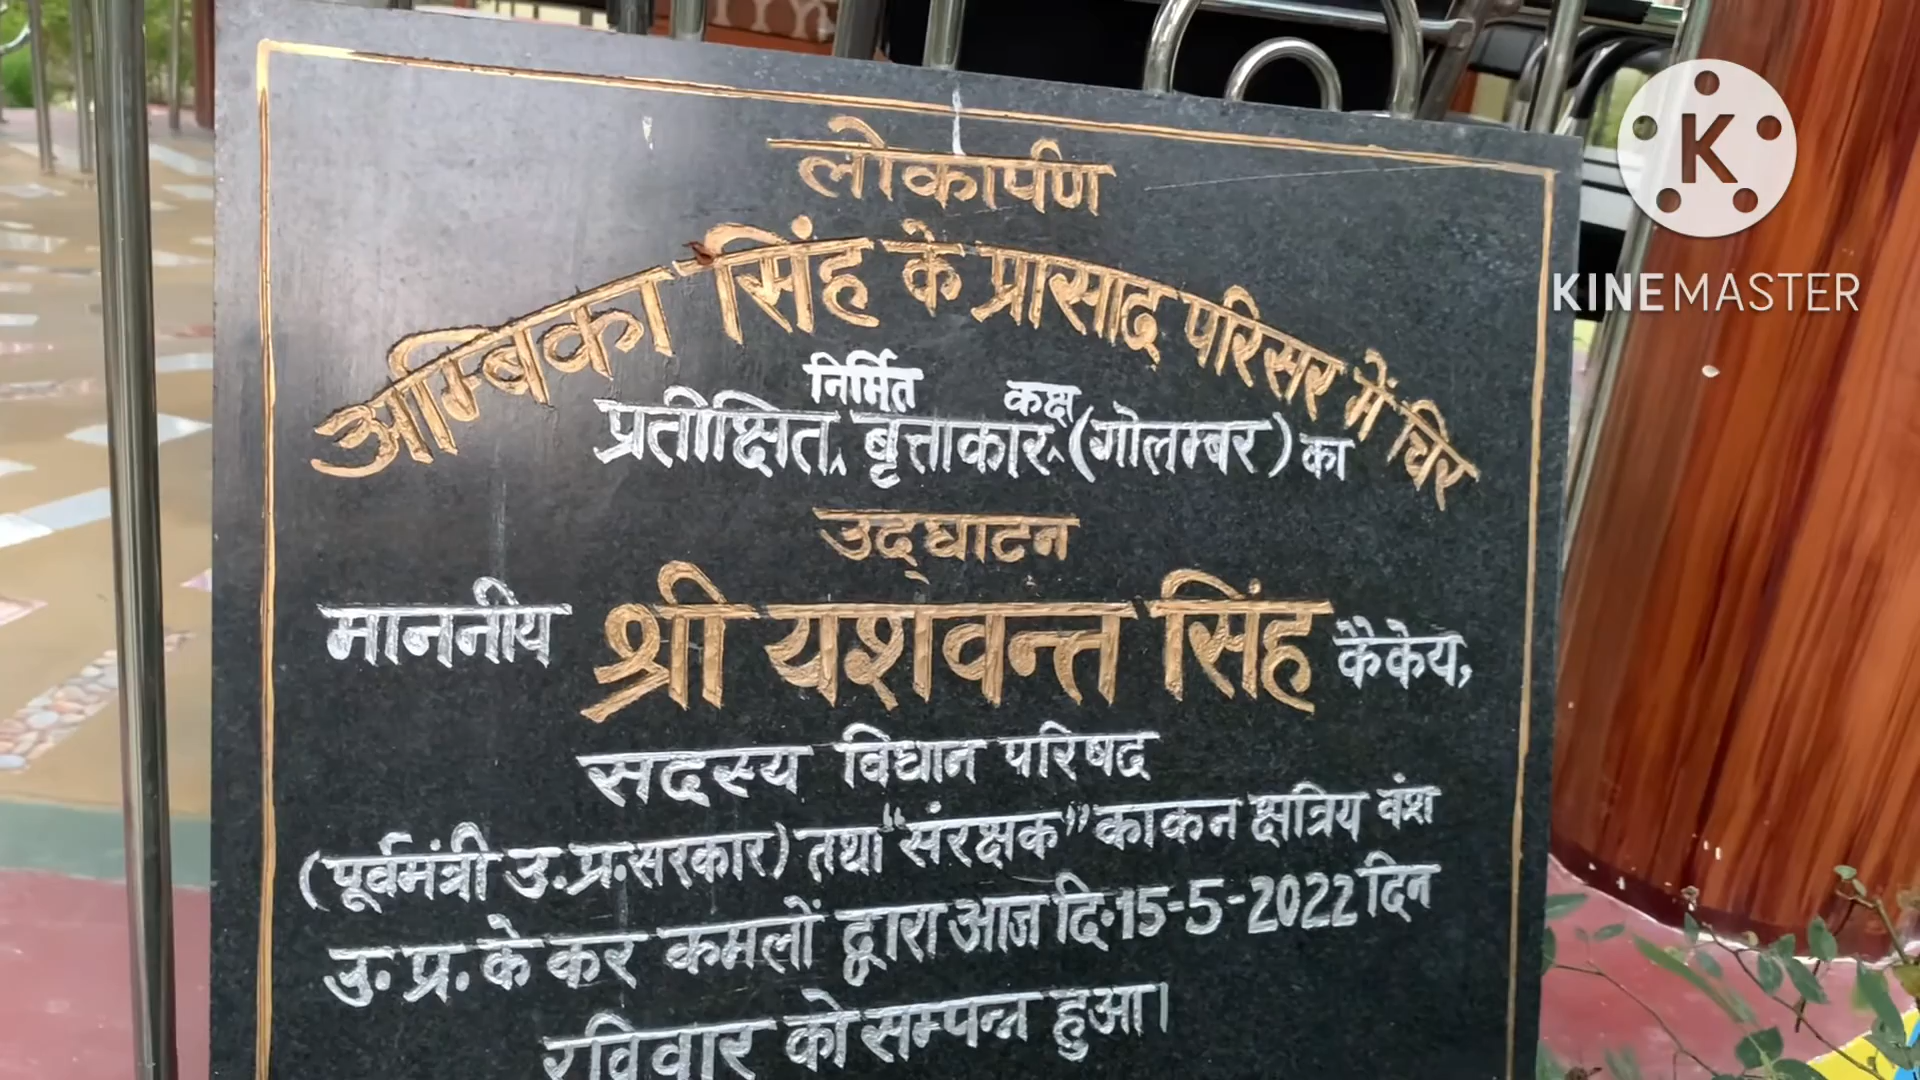 लोकार्पण
अम्बिका सिंह के प्रासाद परिसर में चिर
निर्मित कक्ष
प्रतीक्षित‸ बृत्ताकार‸ (गोलम्बर) का
उद्घाटन
माननीय श्री यशवन्त सिंह कैकेय,
सदस्य विधान परिषद
(पूर्वमंत्री उ.प्र.सरकार) तथा “संरक्षक” काकन क्षत्रिय वंश
उ.प्र.के कर कमलों द्वारा आज दि.15-5-2022 दिन
रविवार को सम्पन्न हुआ।
K
KINEMASTER